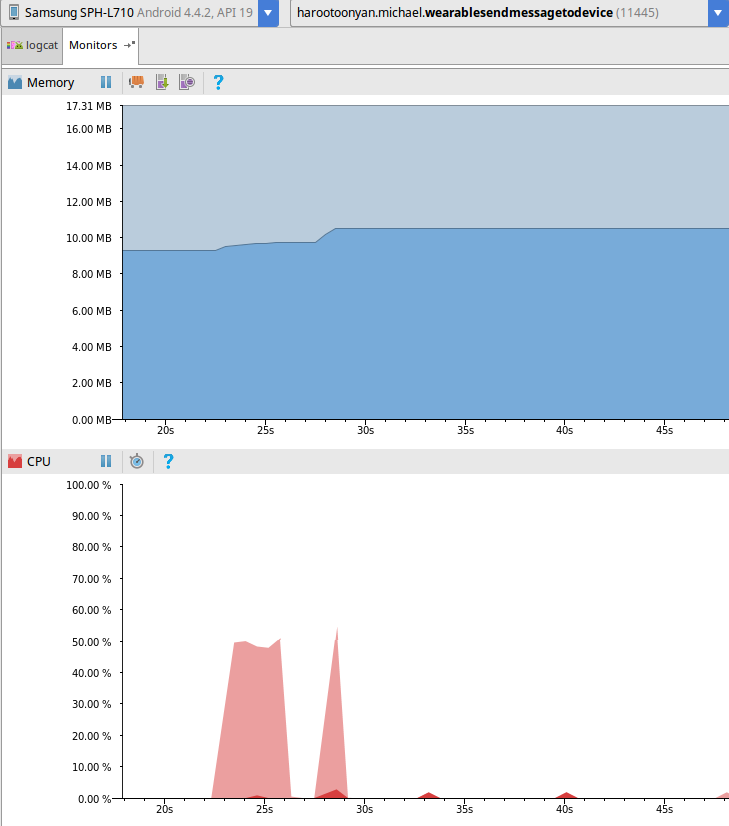 Samsung SPH-L710 Android 4.4.2, API 19 harootoonyan.michael.wearablesendmessagetodevice (11445)
logcat Monitors
Memory ?
17.31 MB
16.00 MB
14.00 MB
12.00 MB
10.00 MB
8.00 MB
6.00 MB
4.00 MB
2.00 MB
0.00 MB
20s 25s 30s 35s 40s 45s
CPU ?
100.00 %
90.00 %
80.00 %
70.00 %
60.00 %
50.00 %
40.00 %
30.00 %
20.00 %
10.00 %
0.00 %
20s 25s 30s 35s 40s 45s